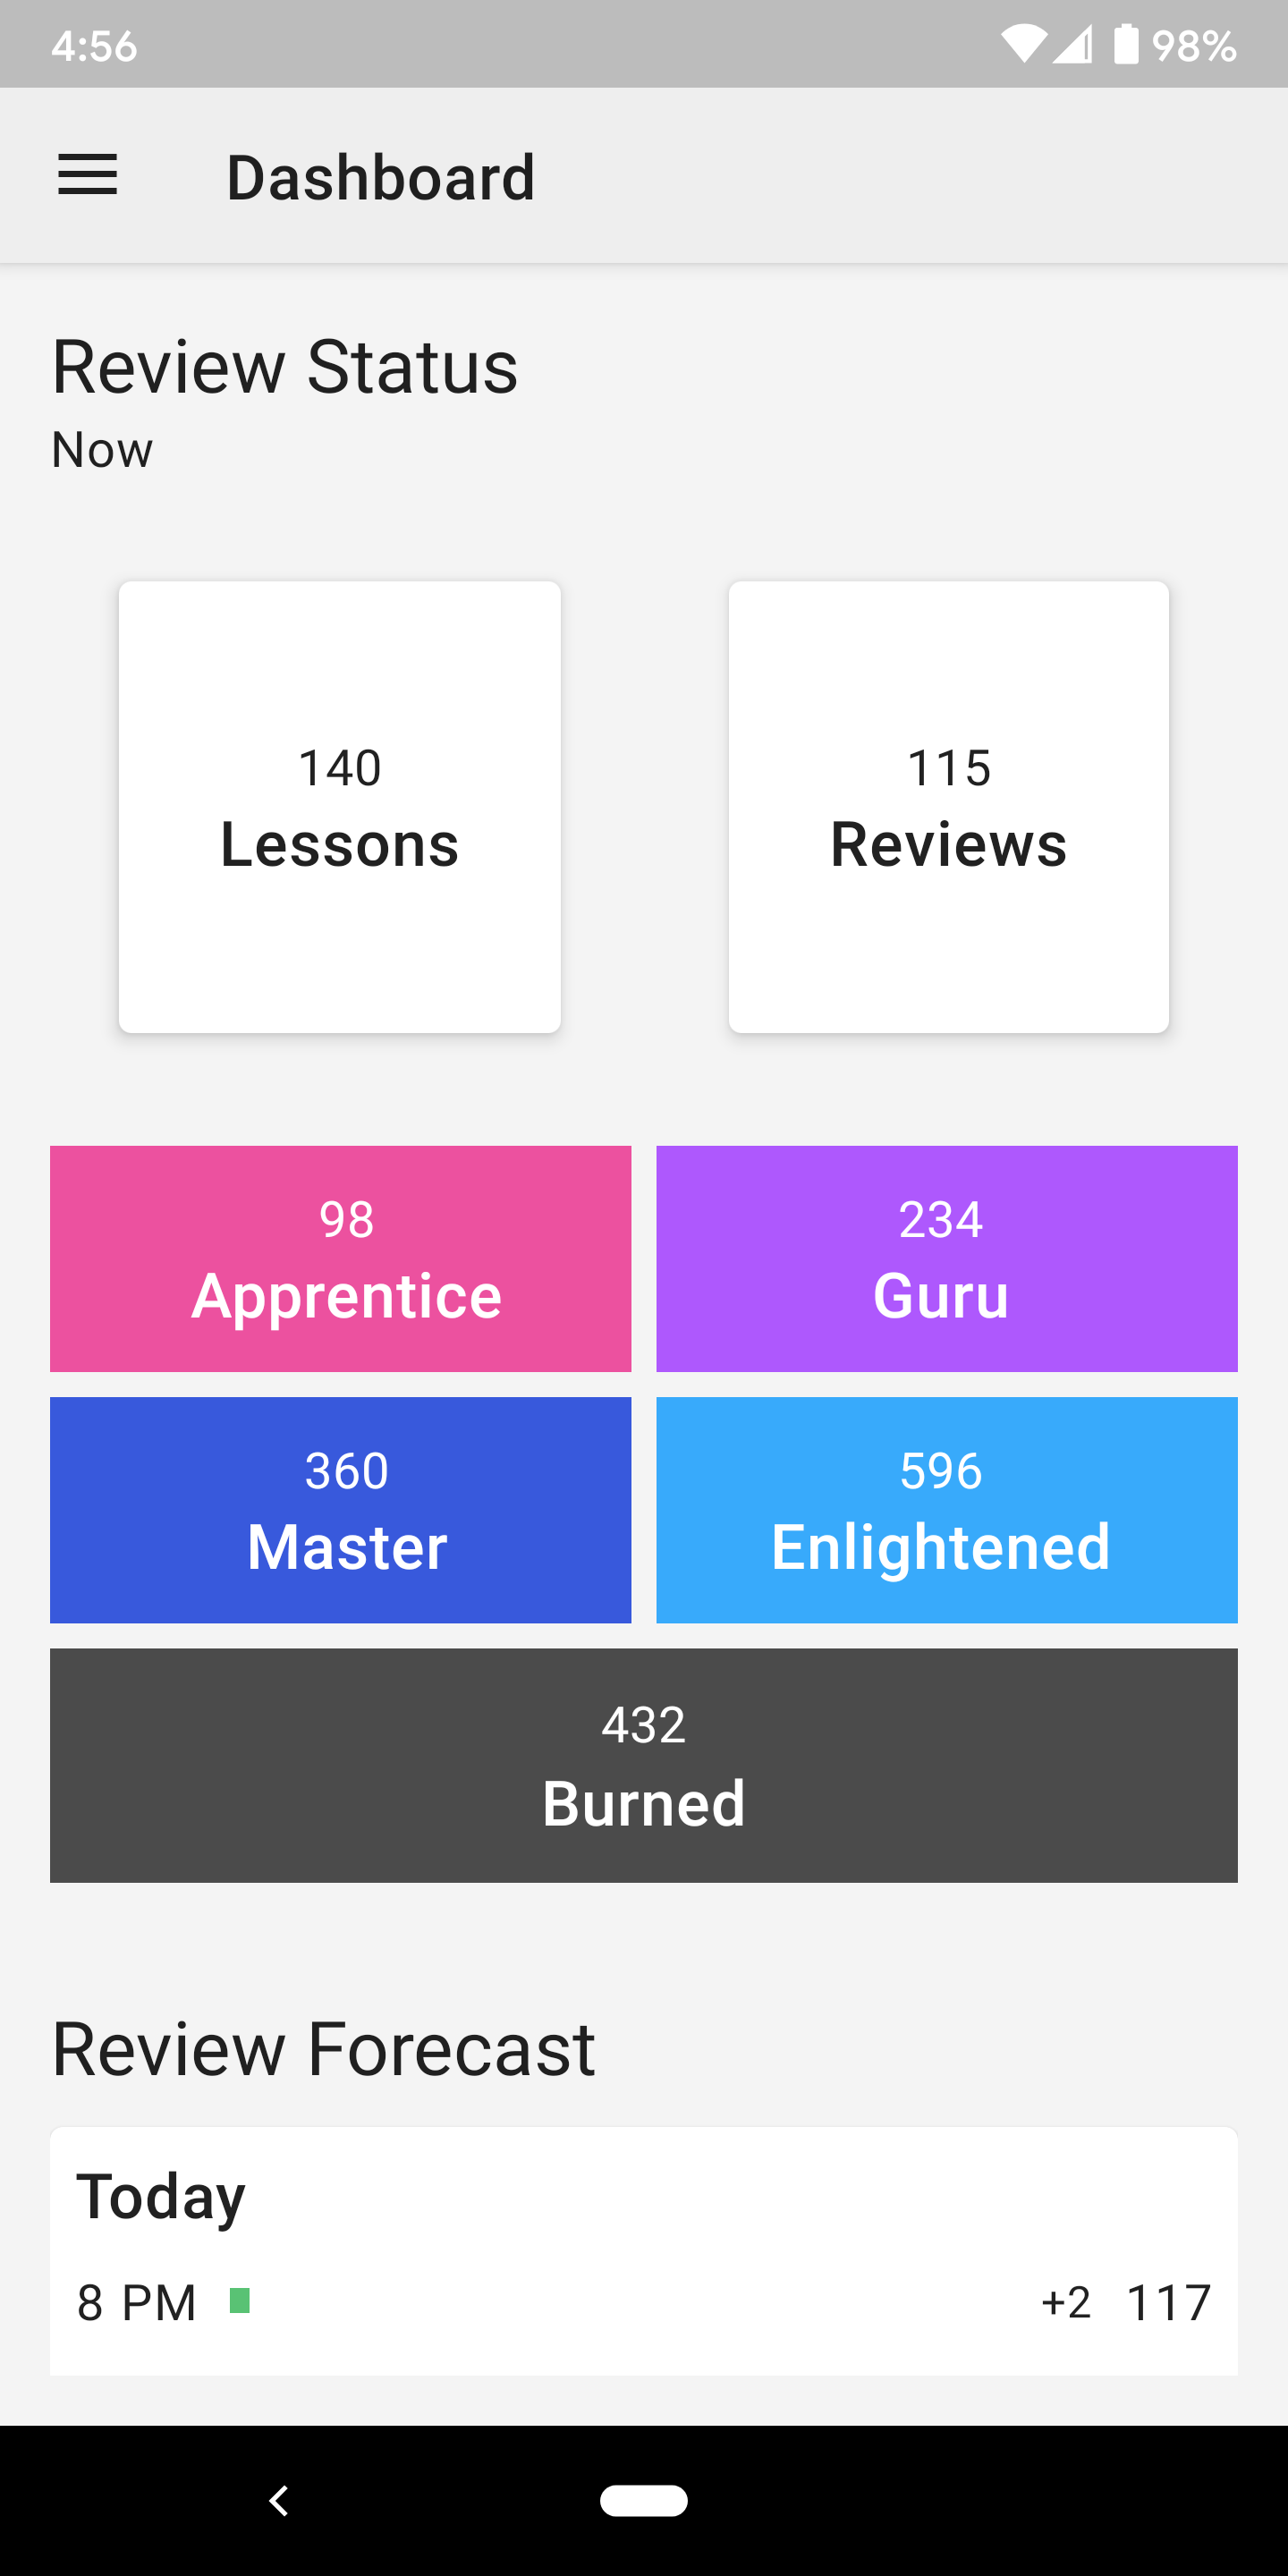 4:56 98%
Dashboard
Review Status
Now
140
Lessons
115
Reviews
98
Apprentice
234
Guru
360
Master
596
Enlightened
432
Burned
Review Forecast
Today
8 PM +2 117